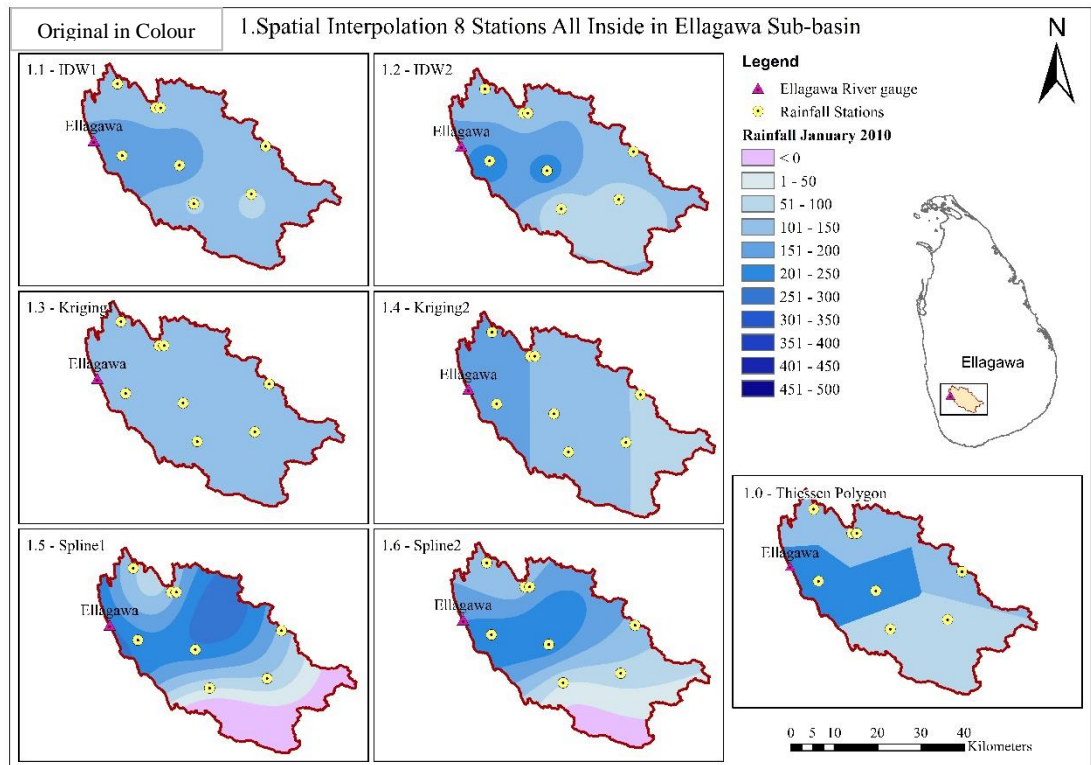 Original in Colour
1.Spatial Interpolation 8 Stations All Inside in Ellagawa Sub-basin
N
1.1 - IDW1
Ellagawa
1.2 - IDW2
Ellagawa
Legend
Ellagawa River gauge
Rainfall Stations
Rainfall January 2010
< 0
1 - 50
51 - 100
101 - 150
151 - 200
201 - 250
251 - 300
301 - 350
351 - 400
401 - 450
451 - 500
1.3 - Kriging
Ellagawa
1.4 - Kriging2
Ellagawa
Ellagawa
1.5 - Spline1
Ellagawa
1.6 - Spline2
Ellagawa
1.0 - Thiessen Polygon
Ellagawa
0 5 10 20 30 40
Kilometers